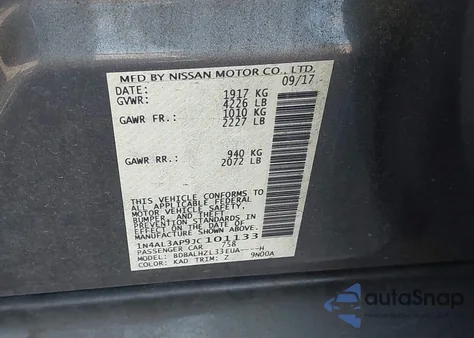 MFD BY NISSAN MOTOR CO., LTD.
DATE: 09/17
GVWR: 1917 KG
4226 LB
GAWR FR.: 1010 KG
2227 LB
GAWR RR.: 940 KG
2072 LB
THIS VEHICLE CONFORMS TO
ALL APPLICABLE FEDERAL
MOTOR VEHICLE SAFETY,
BUMPER, AND THEFT
PREVENTION STANDARDS IN
EFFECT ON THE DATE OF
MANUFACTURE SHOWN ABOVE.
1N4AL3AP9JC101133
PASSENGER CAR 758
MODEL: BDBALHZL33EUA----H
COLOR: KAD TRIM: Z 9N00A
autoSnap